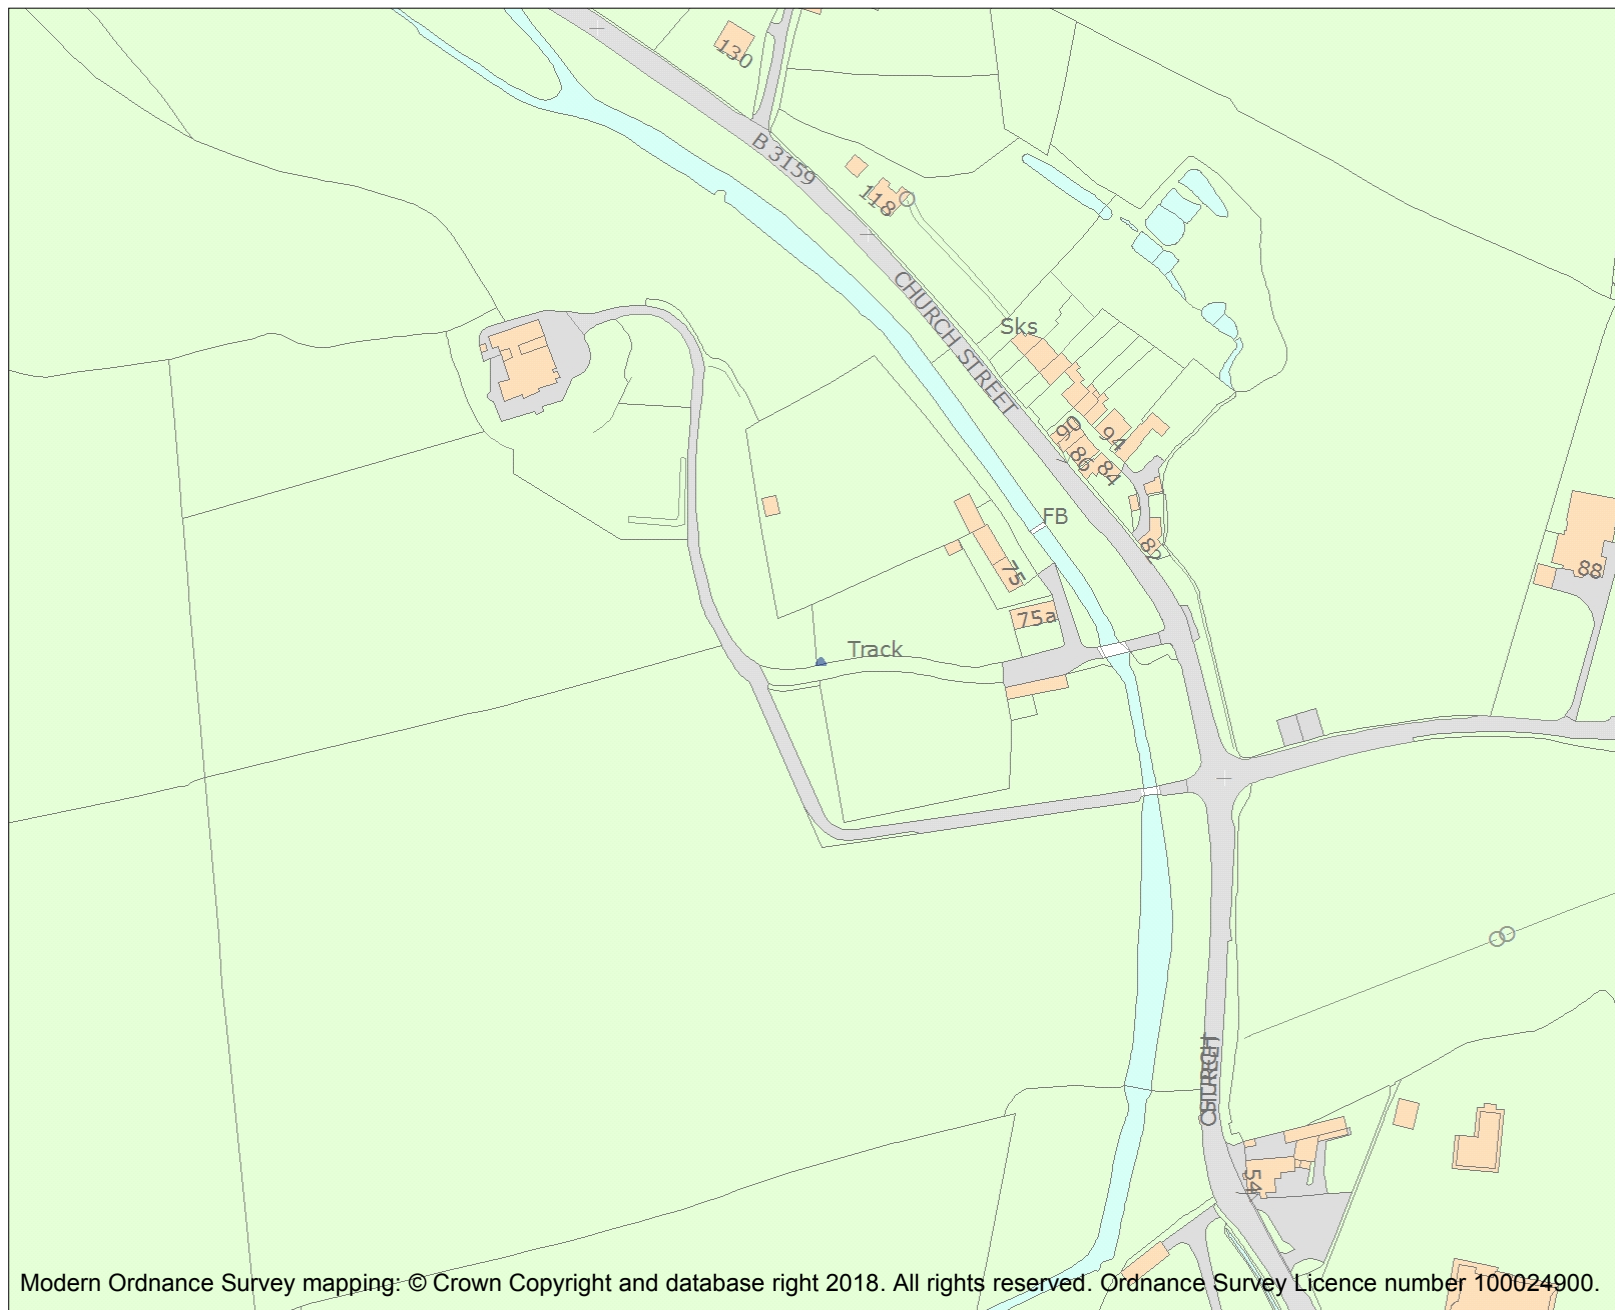 130
B 3159
118
CHURCH STREET
Sks
90
94
86
84
FB
82
75
88
75a
Track
CHURCH
STREET
54
Modern Ordnance Survey mapping: © Crown Copyright and database right 2018. All rights reserved. Ordnance Survey Licence number 100024900.